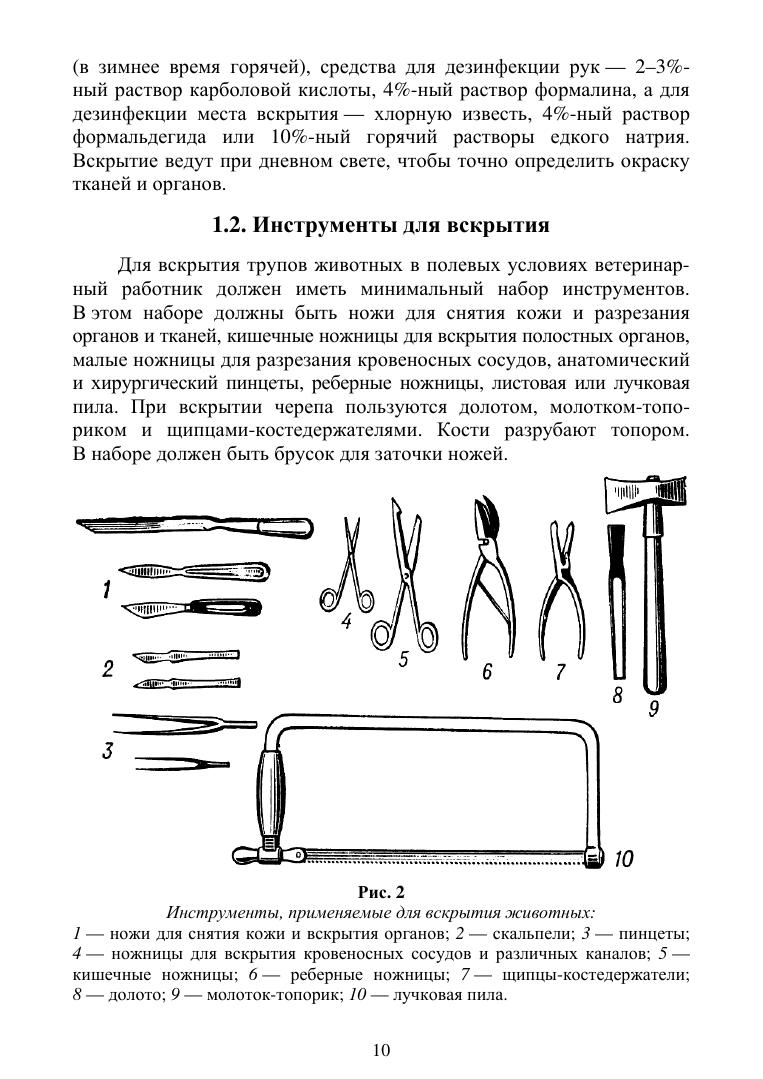 (в зимнее время горячей), средства для дезинфекции рук — 2–3%-
ный раствор карболовой кислоты, 4%-ный раствор формалина, а для
дезинфекции места вскрытия — хлорную известь, 4%-ный раствор
формальдегида или 10%-ный горячий растворы едкого натрия.
Вскрытие ведут при дневном свете, чтобы точно определить окраску
тканей и органов.
1.2. Инструменты для вскрытия
Для вскрытия трупов животных в полевых условиях ветеринар-
ный работник должен иметь минимальный набор инструментов.
В этом наборе должны быть ножи для снятия кожи и разрезания
органов и тканей, кишечные ножницы для вскрытия полостных органов,
малые ножницы для разрезания кровеносных сосудов, анатомический
и хирургический пинцеты, реберные ножницы, листовая или лучковая
пила. При вскрытии черепа пользуются долотом, молотком-топо-
риком и щипцами-костедержателями. Кости разрубают топором.
В наборе должен быть брусок для заточки ножей.
1
2
3
4
5
6
7
8
9
10
Рис. 2
Инструменты, применяемые для вскрытия животных:
1 — ножи для снятия кожи и вскрытия органов; 2 — скальпели; 3 — пинцеты;
4 — ножницы для вскрытия кровеносных сосудов и различных каналов; 5 —
кишечные ножницы; 6 — реберные ножницы; 7 — щипцы-костедержатели;
8 — долото; 9 — молоток-топорик; 10 — лучковая пила.
10